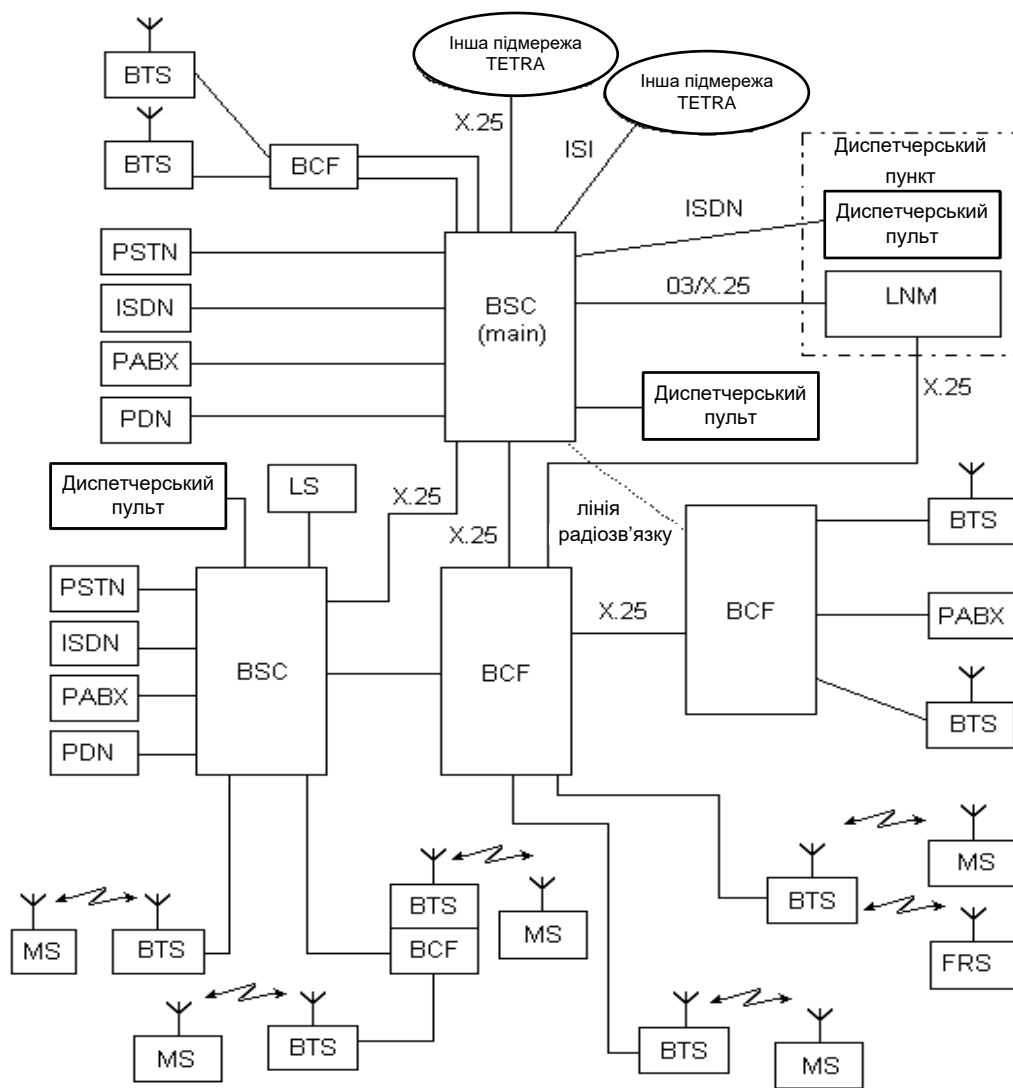 Інша підмережа
TETRA
Інша підмережа
TETRA
BTS
X.25
BTS
BCF
ISI
Диспетчерський
пункт
ISDN
Диспетчерський
пульт
PSTN
ISDN
PABX
PDN
BSC
(main)
03/X.25
LNM
X.25
Диспетчерський
пульт
Диспетчерський
пульт
LS
X.25
X.25
лінія
радіозв’язку
BTS
PSTN
ISDN
PABX
PDN
BSC
BCF
X.25
BCF
PABX
BTS
MS
BTS
BTS
BCF
MS
BTS
MS
FRS
MS
BTS
BTS
MS